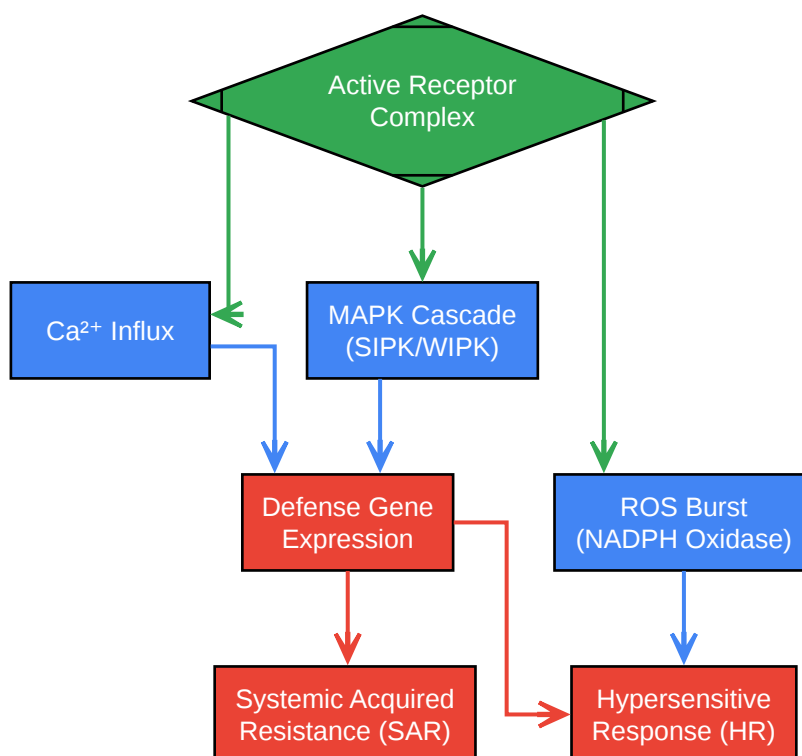 Active Receptor
Complex
Ca²⁺ Influx
MAPK Cascade
(SIPK/WIPK)
Defense Gene
Expression
ROS Burst
(NADPH Oxidase)
Systemic Acquired
Resistance (SAR)
Hypersensitive
Response (HR)